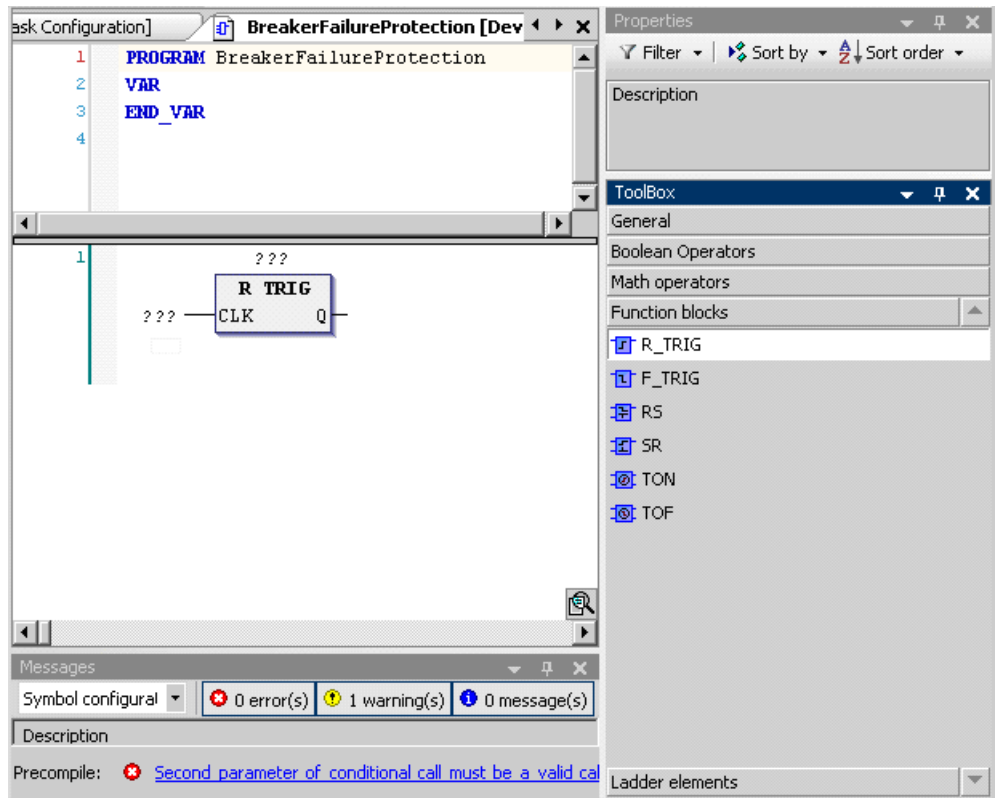 ask Configuration]
BreakerFailureProtection [Dev
1 PROGRAM BreakerFailureProtection
2 VAR
3 END_VAR
4
1
???
R TRIG
??? CLK Q
Messages
Symbol configural
0 error(s) 1 warning(s) 0 message(s)
Description
Precompile: Second parameter of conditional call must be a valid cal
Properties
Filter Sort by Sort order
Description
ToolBox
General
Boolean Operators
Math operators
Function blocks
R_TRIG
F_TRIG
RS
SR
TON
TOF
Ladder elements